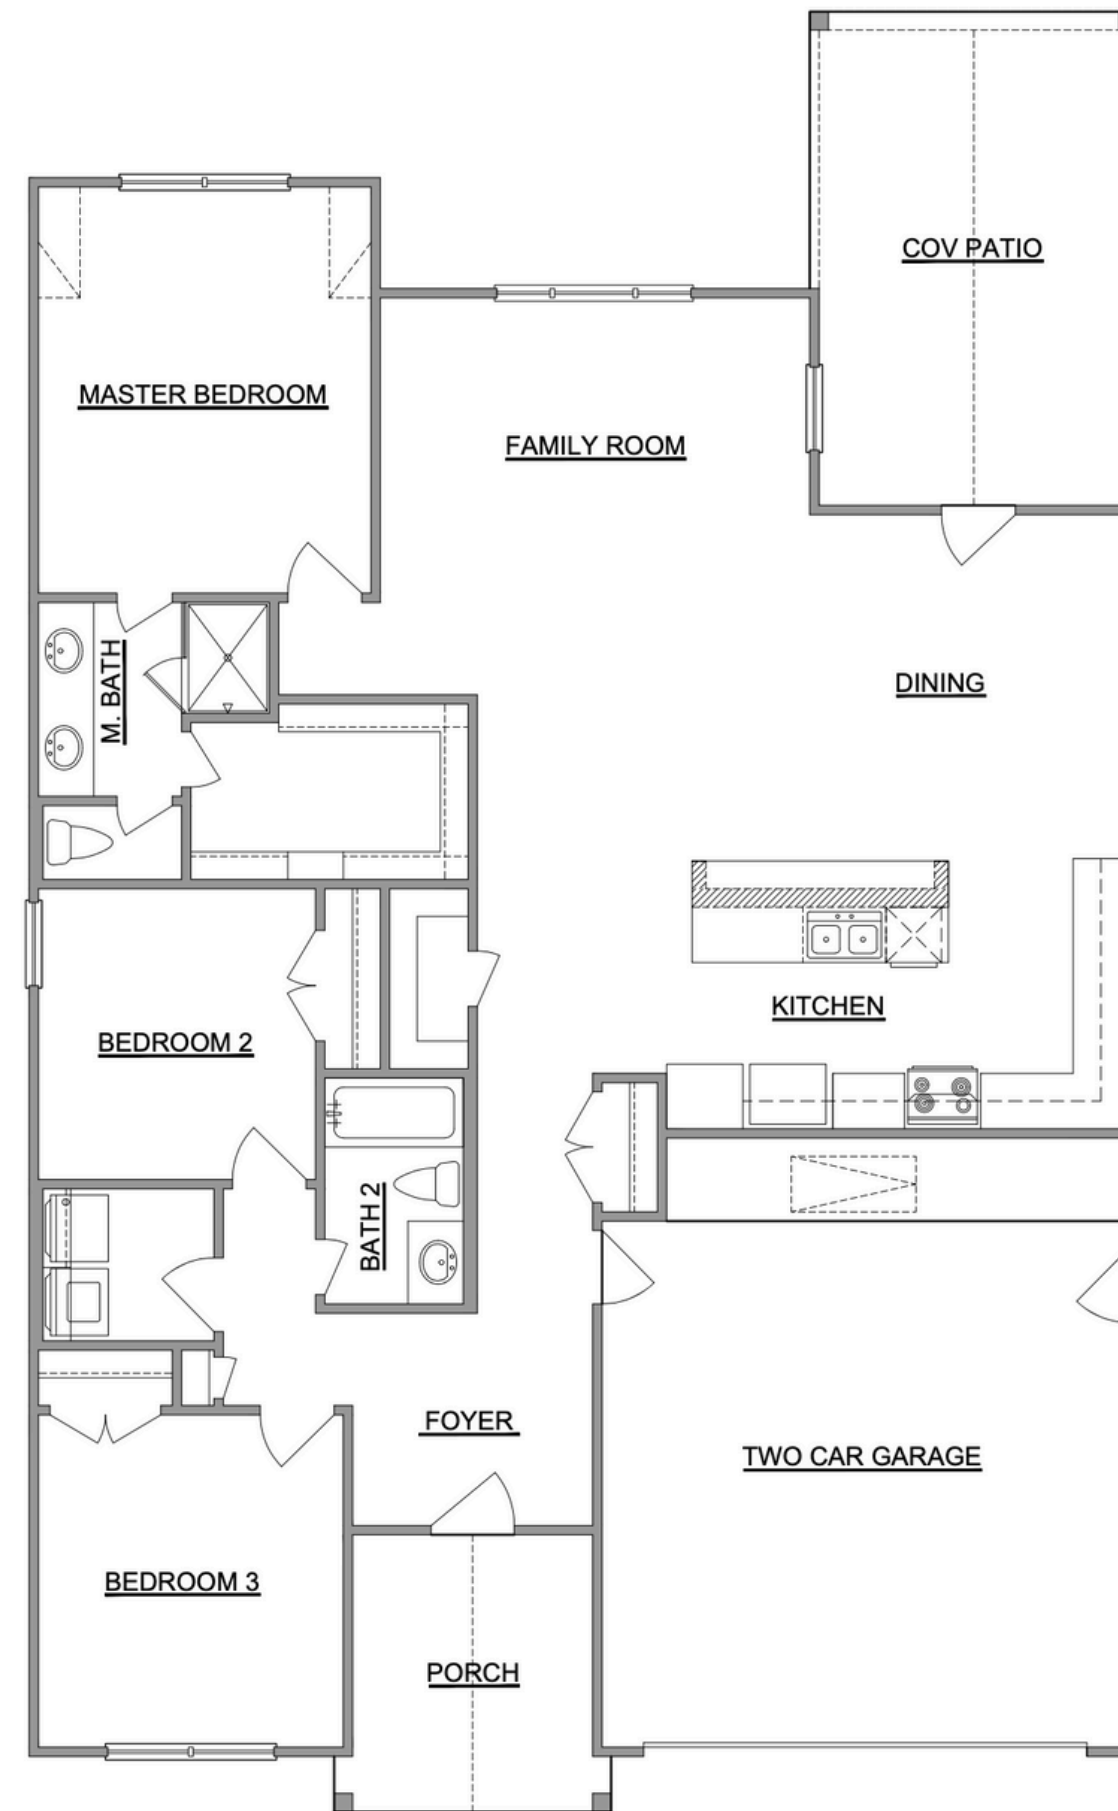 COV PATIO
MASTER BEDROOM
FAMILY ROOM
M. BATH
DINING
KITCHEN
BEDROOM 2
BATH 2
FOYER
TWO CAR GARAGE
BEDROOM 3
PORCH